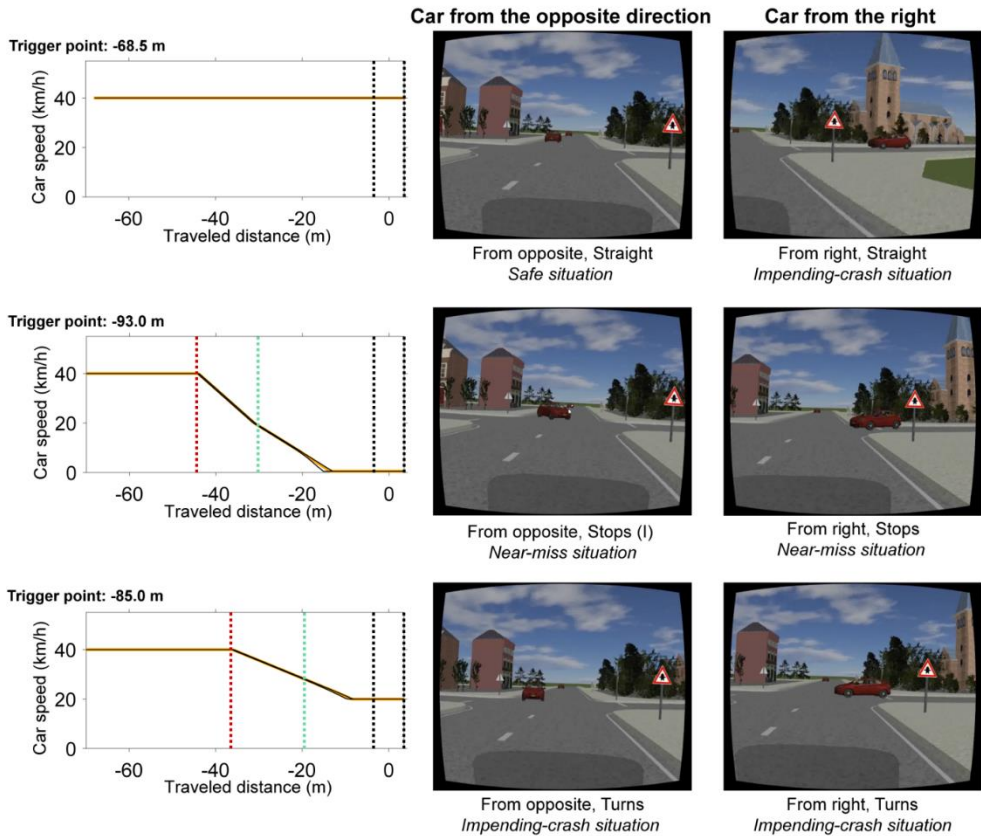 Car from the opposite direction
Car from the right
Trigger point: -68.5 m
Car speed (km/h)
40
20
0
-60
-40
-20
0
Traveled distance (m)
From opposite, Straight
Safe situation
From right, Straight
Impending-crash situation
Trigger point: -93.0 m
Car speed (km/h)
40
20
0
-60
-40
-20
0
Traveled distance (m)
From opposite, Stops (I)
Near-miss situation
From right, Stops
Near-miss situation
Trigger point: -85.0 m
Car speed (km/h)
40
20
0
-60
-40
-20
0
Traveled distance (m)
From opposite, Turns
Impending-crash situation
From right, Turns
Impending-crash situation